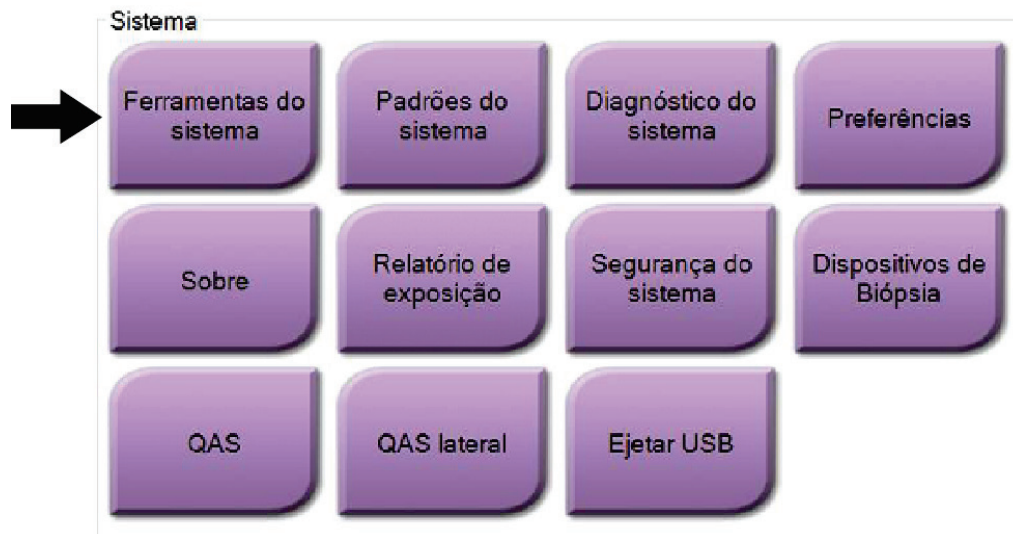 Sistema
Ferramentas do
sistema
Padrões do
sistema
Diagnóstico do
sistema
Preferências
Sobre
Relatório de
exposição
Segurança do
sistema
Dispositivos de
Biópsia
QAS
QAS lateral
Ejetar USB